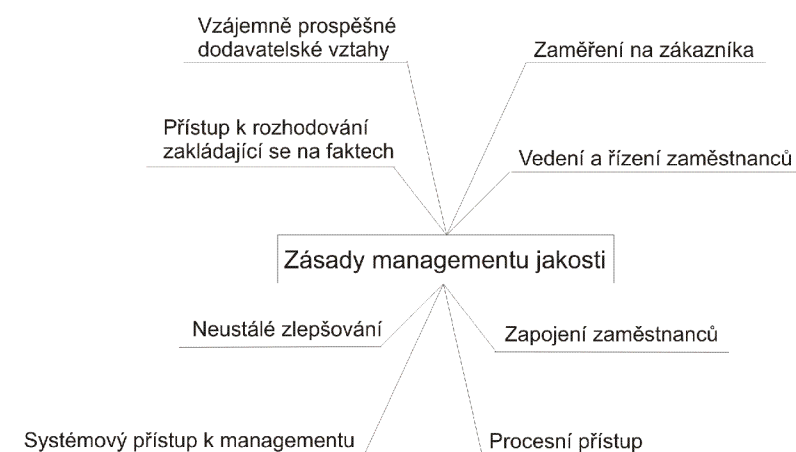 Vzájemně prospěšné
dodavatelské vztahy
Zaměření na zákazníka
Přístup k rozhodování
zakládající se na faktech
Vedení a řízení zaměstnanců
Zásady managementu jakosti
Neustálé zlepšování
Zapojení zaměstnanců
Systémový přístup k managementu
Procesní přístup